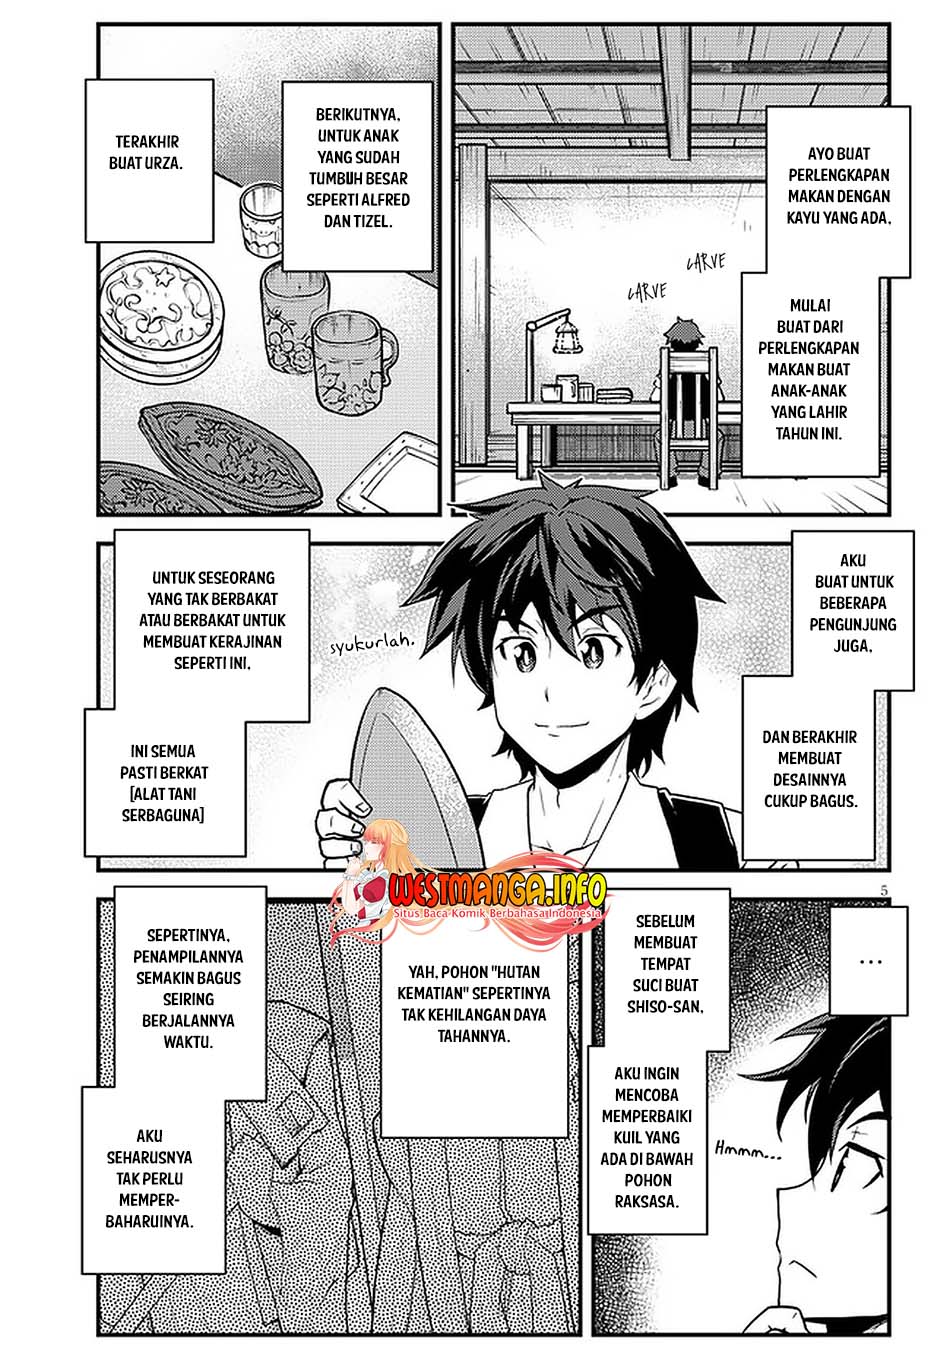 AYO BUAT
PERLENGKAPAN
MAKAN DENGAN
KAYU YANG ADA,
CARVE
CARVE
MULAI
BUAT DARI
PERLENGKAPAN
MAKAN BUAT
ANAK-ANAK
YANG LAHIR
TAHUN INI.
BERIKUTNYA,
UNTUK ANAK
YANG SUDAH
TUMBUH BESAR
SEPERTI ALFRED
DAN TIZEL.
TERAKHIR
BUAT URZA.
AKU
BUAT UNTUK
BEBERAPA
PENGUNJUNG
JUGA,
DAN BERAKHIR
MEMBUAT
DESAINNYA
CUKUP BAGUS.
syukurlah.
UNTUK SESEORANG
YANG TAK BERBAKAT
ATAU BERBAKAT UNTUK
MEMBUAT KERAJINAN
SEPERTI INI,
INI SEMUA
PASTI BERKAT
[ALAT TANI
SERBAGUNA]
5
WESTMANGA.INFO
Situs Baca Komik Berbahasa Indonesia
...
Hmmm...
SEBELUM
MEMBUAT
TEMPAT
SUCI BUAT
SHISO-SAN,
AKU INGIN
MENCOBA
MEMPERBAIKI
KUIL YANG
ADA DI BAWAH
POHON
RAKSASA.
YAH, POHON "HUTAN
KEMATIAN" SEPERTINYA
TAK KEHILANGAN DAYA
TAHANNYA.
SEPERTINYA,
PENAMPILANNYA
SEMAKIN BAGUS
SEIRING
BERJALANNYA
WAKTU.
AKU
SEHARUSNYA
TAK PERLU
MEMPER-
BAHARUINYA.